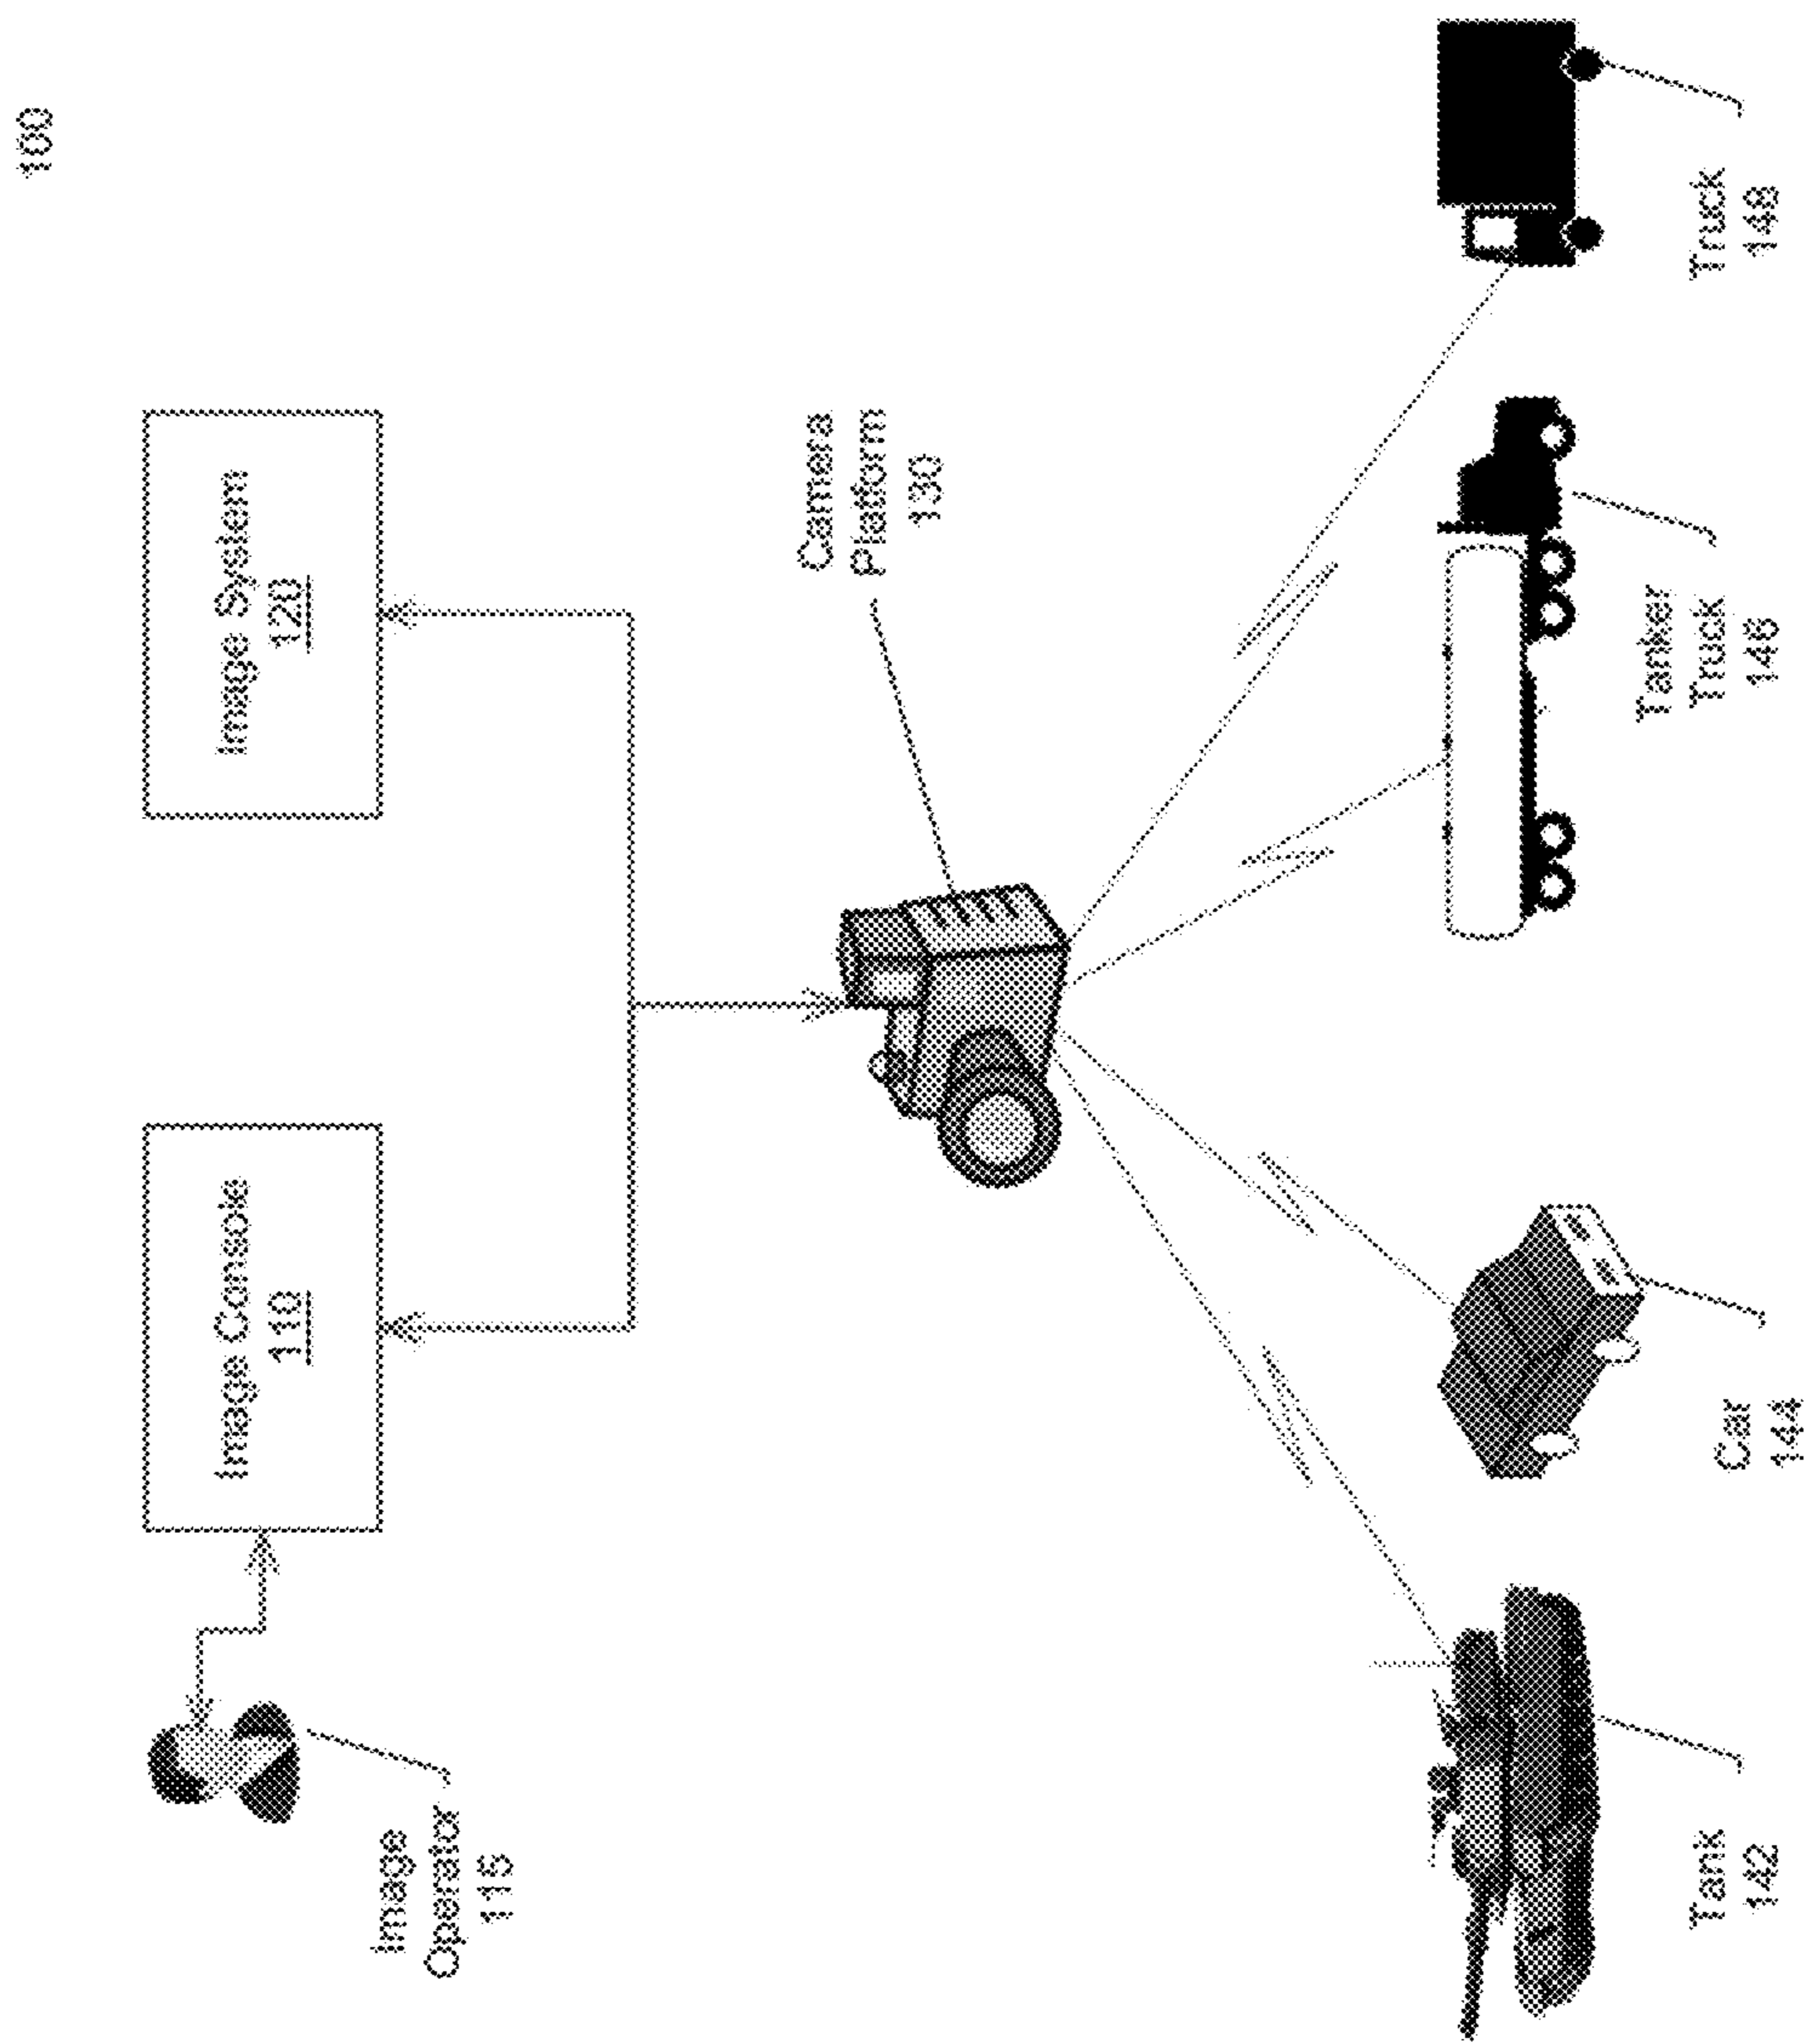 100
Image
Operator
115
Image Console
110
Image System
120
Camera
Platform
130
Tank
142
Car
144
Tanker
Truck
146
Truck
148